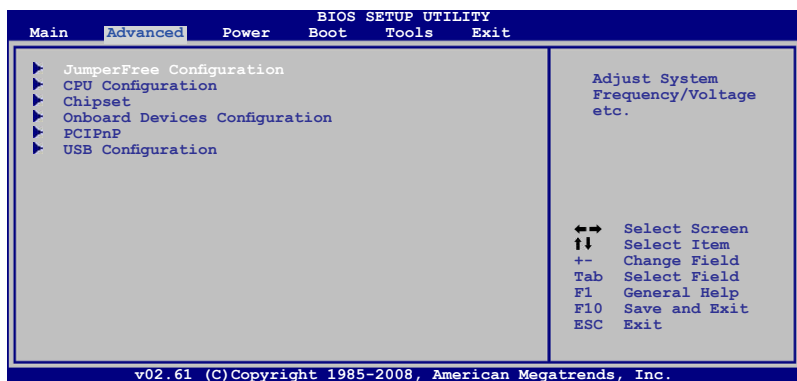 BIOS SETUP UTILITY
Main Advanced Power Boot Tools Exit
JumperFree Configuration
CPU Configuration
Chipset
Onboard Devices Configuration
PCIPnP
USB Configuration
Adjust System
Frequency/Voltage
etc.
←→ Select Screen
↑↓ Select Item
+- Change Field
Tab Select Field
F1 General Help
F10 Save and Exit
ESC Exit
v02.61 (C)Copyright 1985-2008, American Megatrends, Inc.